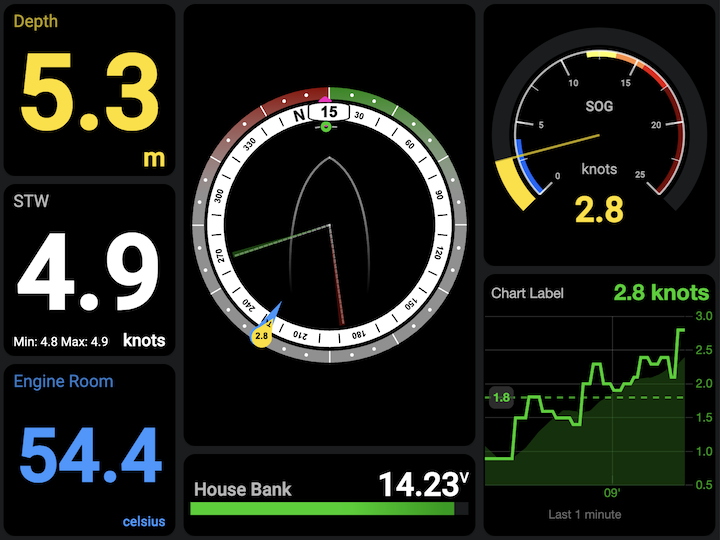 Depth
5.3
m
STW
4.9
Min: 4.8 Max: 4.9 knots
Engine Room
54.4
celsius
N 15 30
60
90
120
150
180
210
240
270
300
330
T
2.8
House Bank 14.23 V
SOG
0
5
10
15
20
25
knots
2.8
Chart Label 2.8 knots
3.0
2.5
2.0
1.8
1.5
1.0
0.5
09'
Last 1 minute